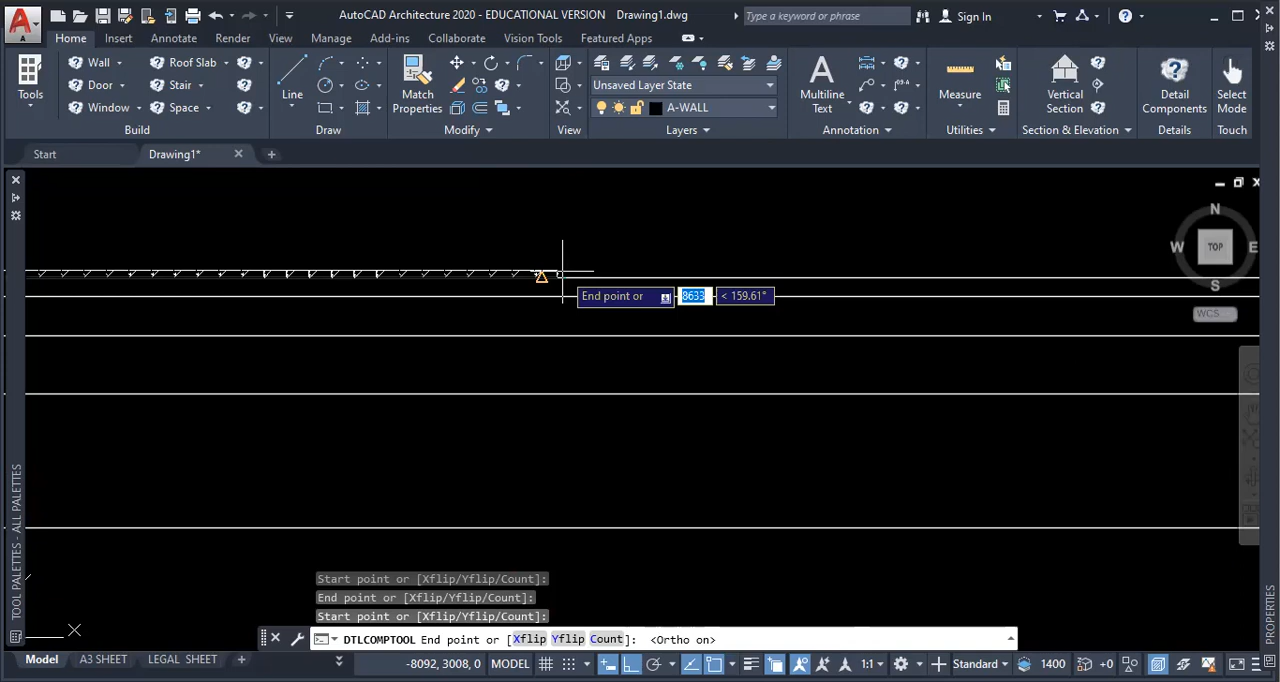 AutoCAD Architecture 2020 - EDUCATIONAL VERSION Drawing1.dwg Type a keyword or phrase Sign In
Home Insert Annotate Render View Manage Add-ins Collaborate Vision Tools Featured Apps
Tools
Wall Roof Slab
Door Stair
Window Space
Build
Line
Draw
Match
Properties
Modify
View
Unsaved Layer State
A-WALL
Layers
Multiline
Text
Annotation
Measure
Utilities
Vertical
Section
Section & Elevation
Detail
Components
Details
Select
Mode
Touch
Start Drawing1*
N
W TOP E
S
WCS
End point or 8633 < 159.61°
TOOL PALETTES - ALL PALETTES
PROPERTIES
Start point or [Xflip/Yflip/Count]:
End point or [Xflip/Yflip/Count]:
Start point or [Xflip/Yflip/Count]:
DTLCOMPTOOL End point or [Xflip Yflip Count]: <Ortho on>
Model A3 SHEET LEGAL SHEET
-8092, 3008, 0 MODEL 1:1 Standard 1400 +0